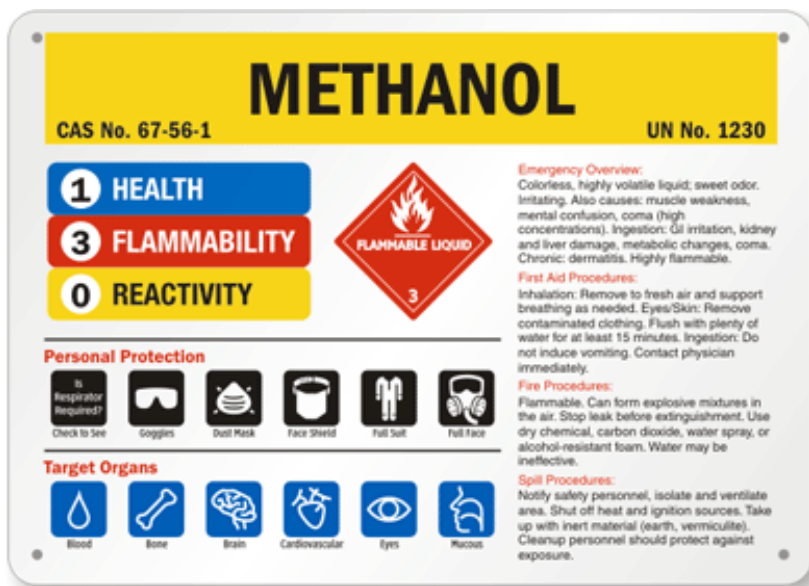 METHANOL
CAS No. 67-56-1
UN No. 1230
1 HEALTH
3 FLAMMABILITY
0 REACTIVITY
FLAMMABLE LIQUID
3
Personal Protection
Is
Respirator
Required?
Check to See
Goggles
Dust Mask
Face Shield
Full Suit
Full Face
Target Organs
Blood
Bone
Brain
Cardiovascular
Eyes
Mucous
Emergency Overview:
Colorless, highly volatile liquid; sweet odor.
Irritating. Also causes: muscle weakness,
mental confusion, coma (high
concentrations). Ingestion: GI irritation, kidney
and liver damage, metabolic changes, coma.
Chronic: dermatitis. Highly flammable.
First Aid Procedures:
Inhalation: Remove to fresh air and support
breathing as needed. Eyes/Skin: Remove
contaminated clothing. Flush with plenty of
water for at least 15 minutes. Ingestion: Do
not induce vomiting. Contact physician
immediately.
Fire Procedures:
Flammable. Can form explosive mixtures in
the air. Stop leak before extinguishment. Use
dry chemical, carbon dioxide, water spray, or
alcohol-resistant foam. Water may be
ineffective.
Spill Procedures:
Notify safety personnel, isolate and ventilate
area. Shut off heat and ignition sources. Take
up with inert material (earth, vermiculite).
Cleanup personnel should protect against
exposure.